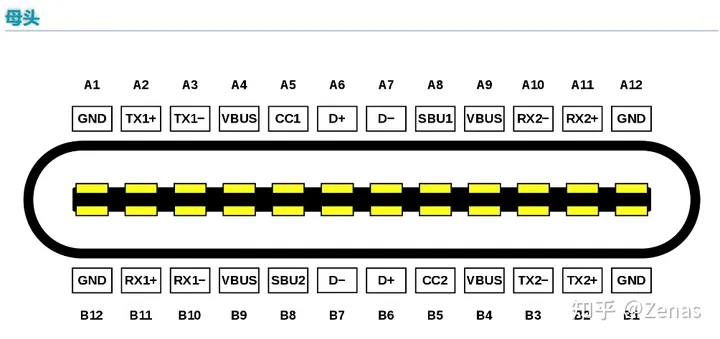 母头
A1 A2 A3 A4 A5 A6 A7 A8 A9 A10 A11 A12
GND TX1+ TX1− VBUS CC1 D+ D− SBU1 VBUS RX2− RX2+ GND
GND RX1+ RX1− VBUS SBU2 D− D+ CC2 VBUS TX2− TX2+ GND
B12 B11 B10 B9 B8 B7 B6 B5 B4 B3 B2 B1
知乎 @Zenas